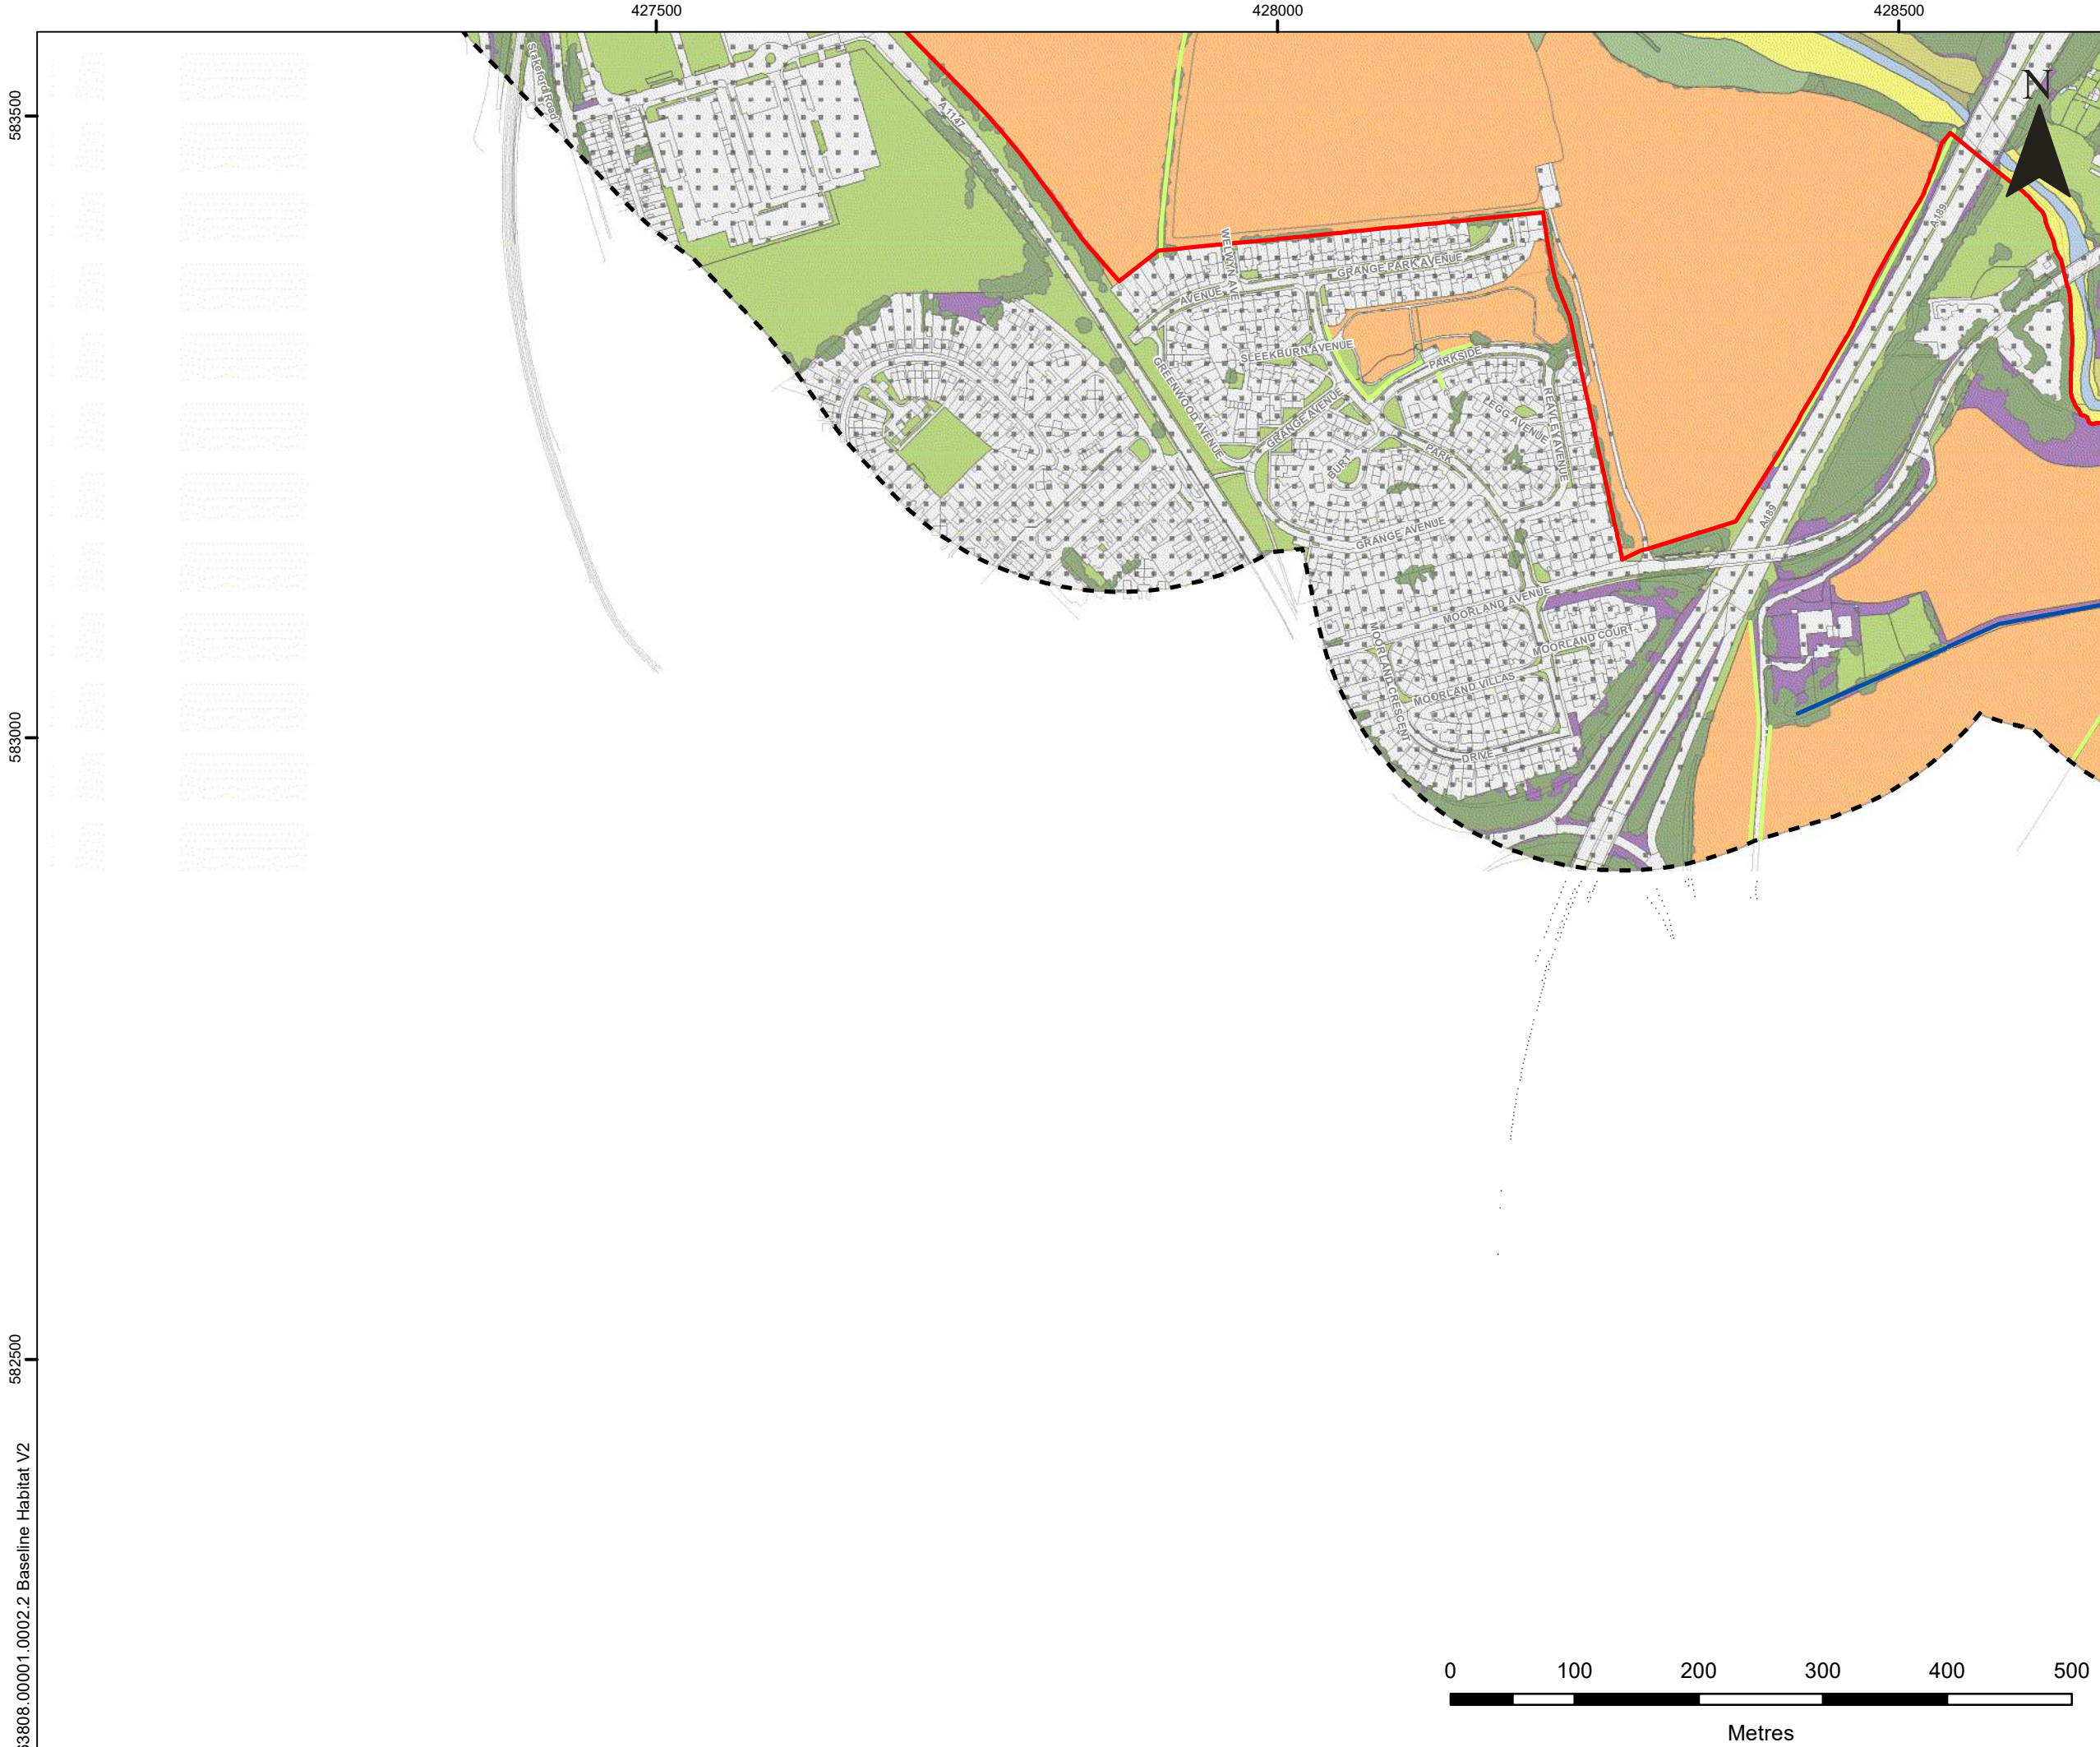 427500
428000
428500
583500
583000
582500
N
Stakeford Road
A1147
A189
WELWYN AVE
GRANGE PARK AVENUE
AVENUE
SLEEKBURN AVENUE
PARKSIDE
GREENWOOD AVENUE
GRANGE AVENUE
LEGG AVENUE
REAVLEY AVENUE
BURT
PARK
GRANGE AVENUE
A189
MOORLAND AVENUE
MOORLAND COURT
MOORLAND CRESCENT
MOORLAND VILLAS
DRIVE
0 100 200 300 400 500
Metres
63808.00001.0002.2 Baseline Habitat V2